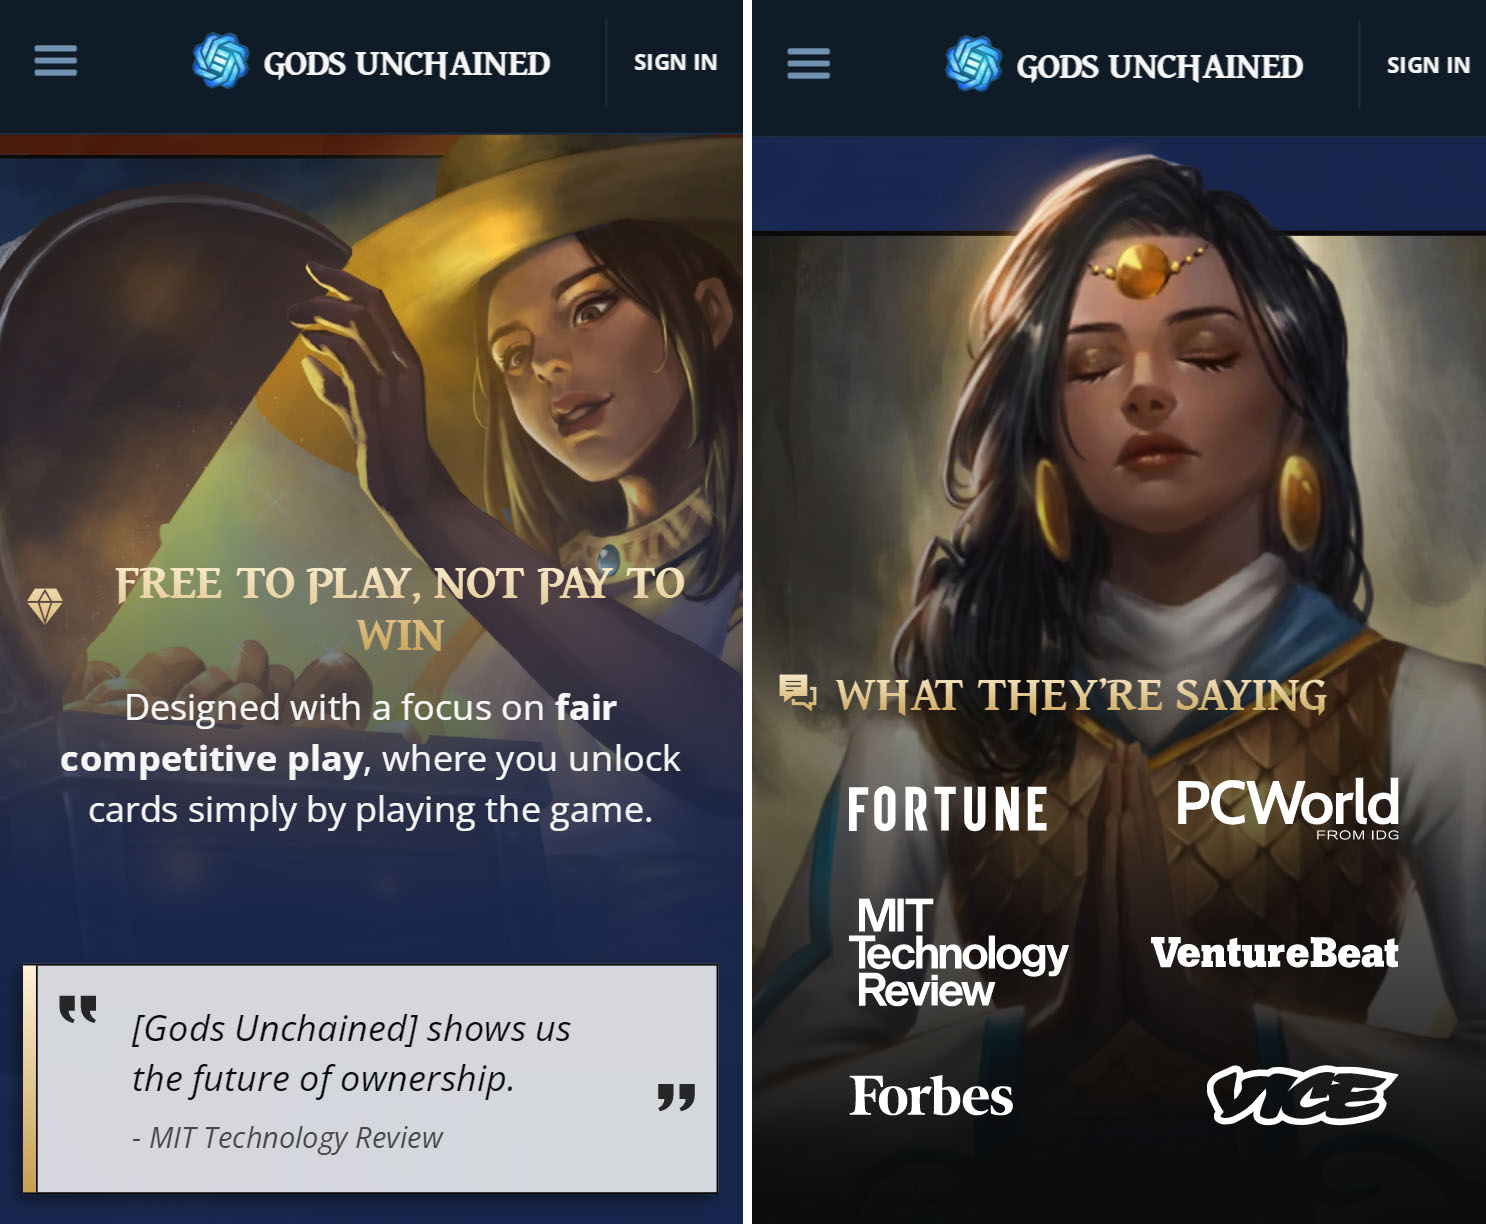 GODS UNCHAINED
SIGN IN
FREE TO PLAY, NOT PAY TO
WIN
Designed with a focus on fair
competitive play, where you unlock
cards simply by playing the game.
" [Gods Unchained] shows us
the future of ownership. "
- MIT Technology Review
GODS UNCHAINED
SIGN IN
WHAT THEY'RE SAYING
FORTUNE
PCWorld
FROM IDG
MIT
Technology
Review
VentureBeat
Forbes
VICE